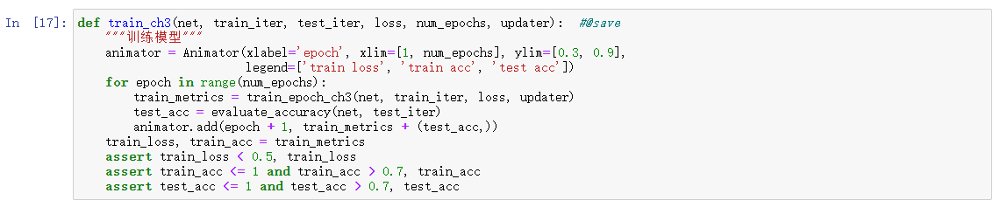 In [17]: def train_ch3(net, train_iter, test_iter, loss, num_epochs, updater):  #@save
    """训练模型"""
    animator = Animator(xlabel='epoch', xlim=[1, num_epochs], ylim=[0.3, 0.9],
                        legend=['train loss', 'train acc', 'test acc'])
    for epoch in range(num_epochs):
        train_metrics = train_epoch_ch3(net, train_iter, loss, updater)
        test_acc = evaluate_accuracy(net, test_iter)
        animator.add(epoch + 1, train_metrics + (test_acc,))
    train_loss, train_acc = train_metrics
    assert train_loss < 0.5, train_loss
    assert train_acc <= 1 and train_acc > 0.7, train_acc
    assert test_acc <= 1 and test_acc > 0.7, test_acc